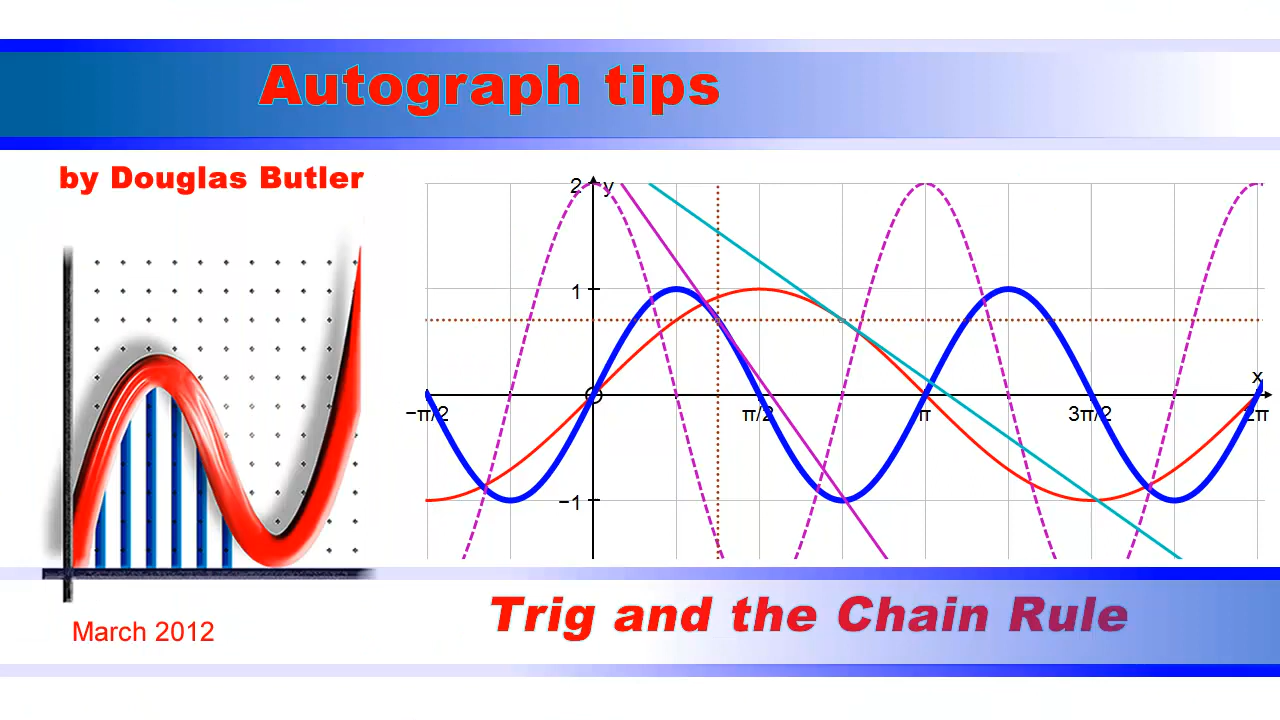 Autograph tips
by Douglas Butler
2 y
1
x
−π/2 O π/2 π 3π/2 2π
−1
Trig and the Chain Rule
March 2012